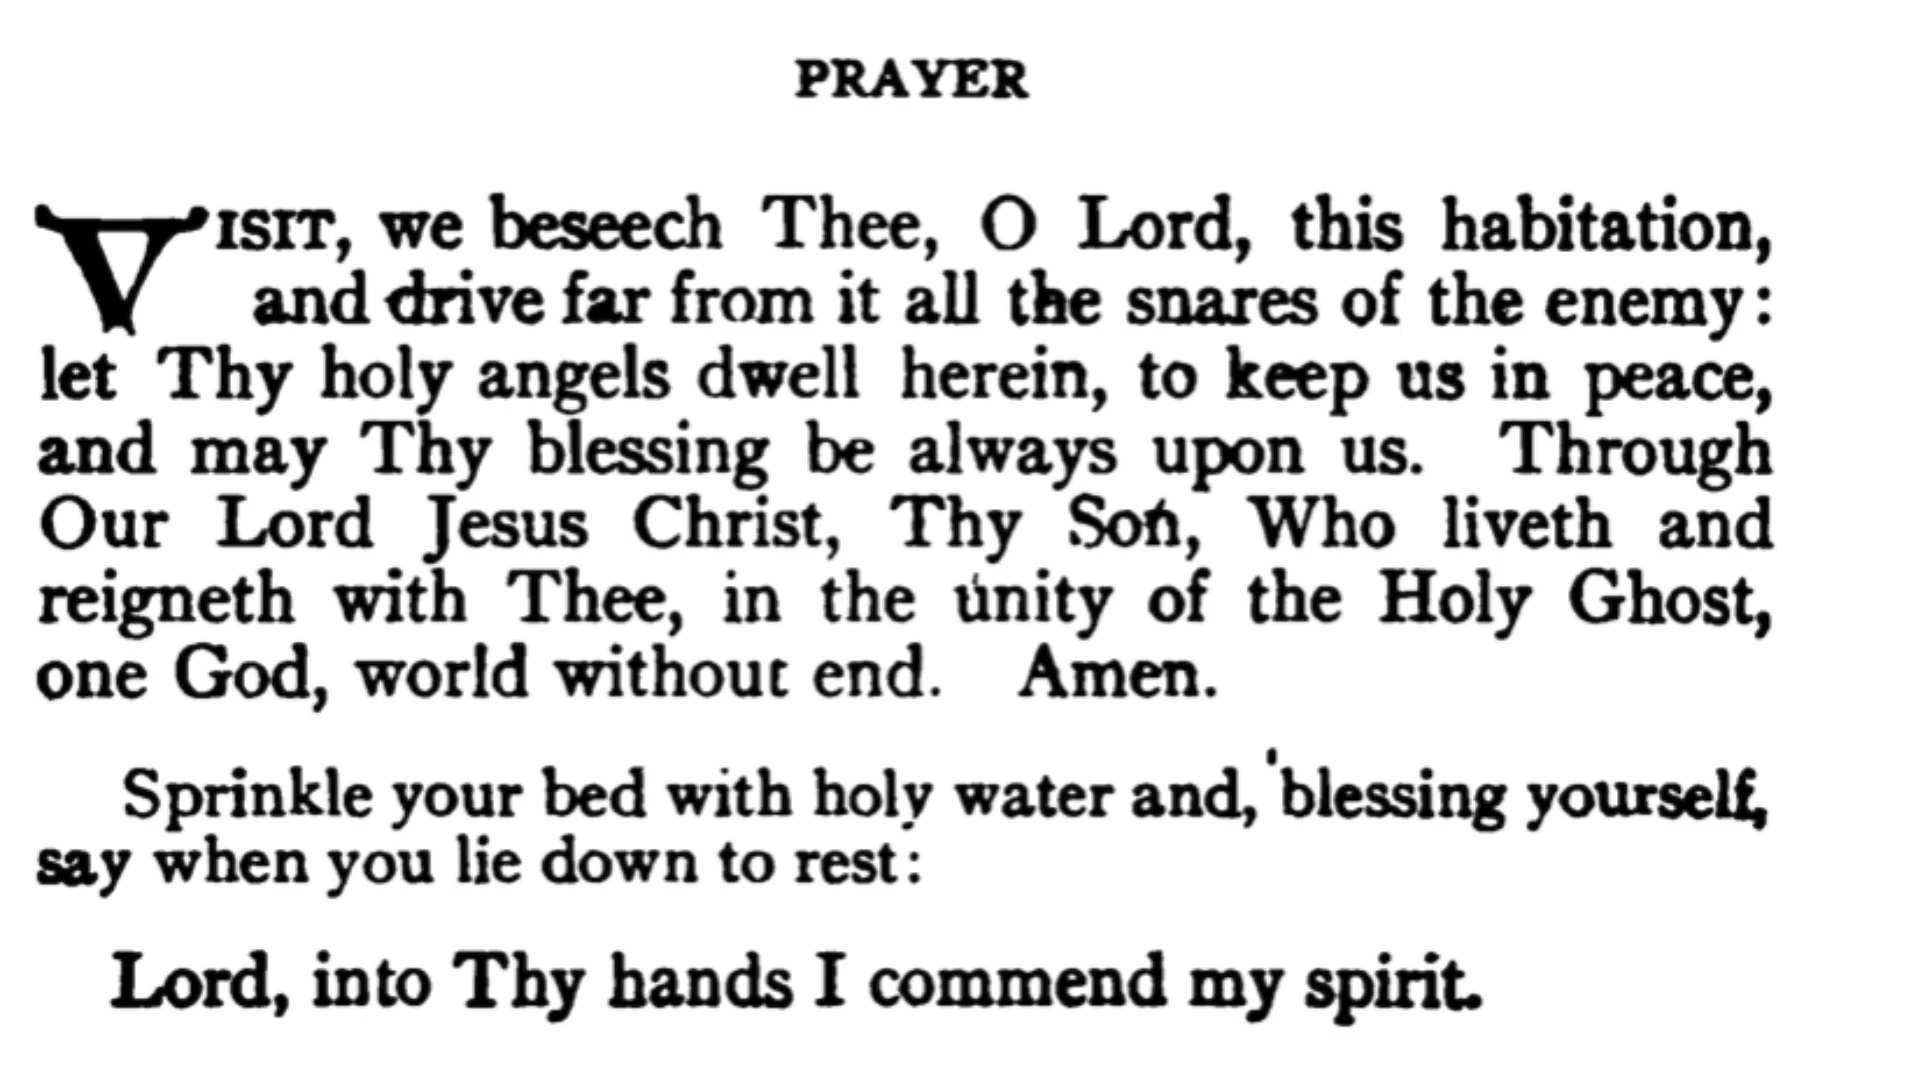 PRAYER
VISIT, we beseech Thee, O Lord, this habitation,
and drive far from it all the snares of the enemy:
let Thy holy angels dwell herein, to keep us in peace,
and may Thy blessing be always upon us. Through
Our Lord Jesus Christ, Thy Son, Who liveth and
reigneth with Thee, in the unity of the Holy Ghost,
one God, world without end. Amen.
Sprinkle your bed with holy water and, blessing yourself,
say when you lie down to rest:
Lord, into Thy hands I commend my spirit.